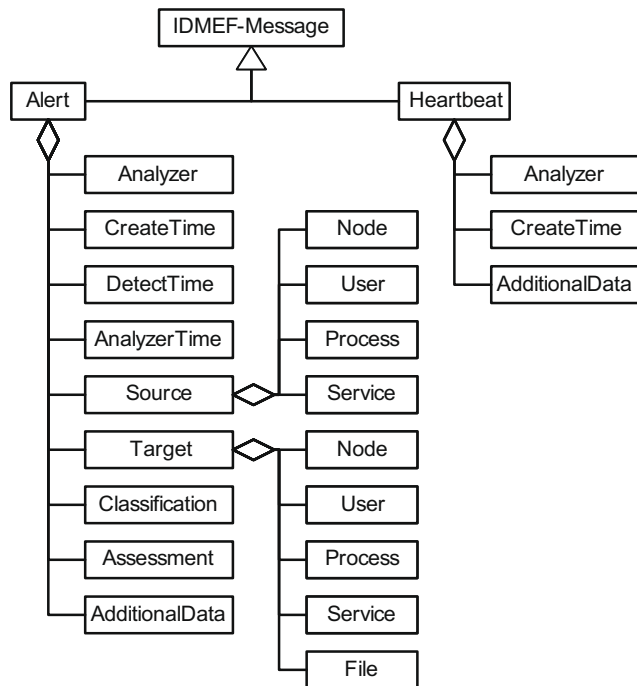 IDMEF-Message
Alert
Heartbeat
Analyzer
CreateTime
DetectTime
AnalyzerTime
Source
Target
Classification
Assessment
AdditionalData
Node
User
Process
Service
Node
User
Process
Service
File
Analyzer
CreateTime
AdditionalData